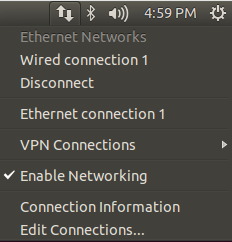 4:59 PM
Ethernet Networks
Wired connection 1
Disconnect
Ethernet connection 1
VPN Connections
Enable Networking
Connection Information
Edit Connections...